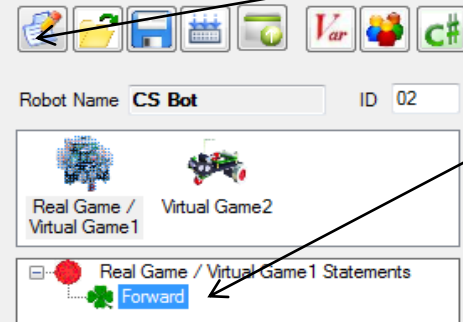 Var C#
Robot Name CS Bot ID 02
Real Game / Virtual Game2
Virtual Game1
Real Game / Virtual Game1 Statements
Forward